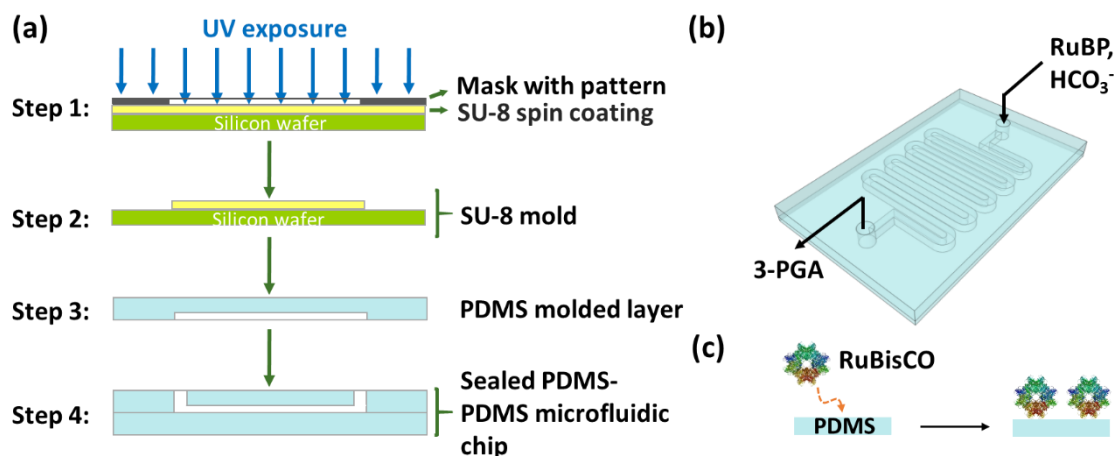 (a)
UV exposure
Step 1:
Mask with pattern
SU-8 spin coating
Silicon wafer
Step 2:
Silicon wafer
SU-8 mold
Step 3:
PDMS molded layer
Step 4:
Sealed PDMS-
PDMS microfluidic
chip
(b)
RuBP,
HCO₃⁻
3-PGA
(c)
RuBisCO
PDMS